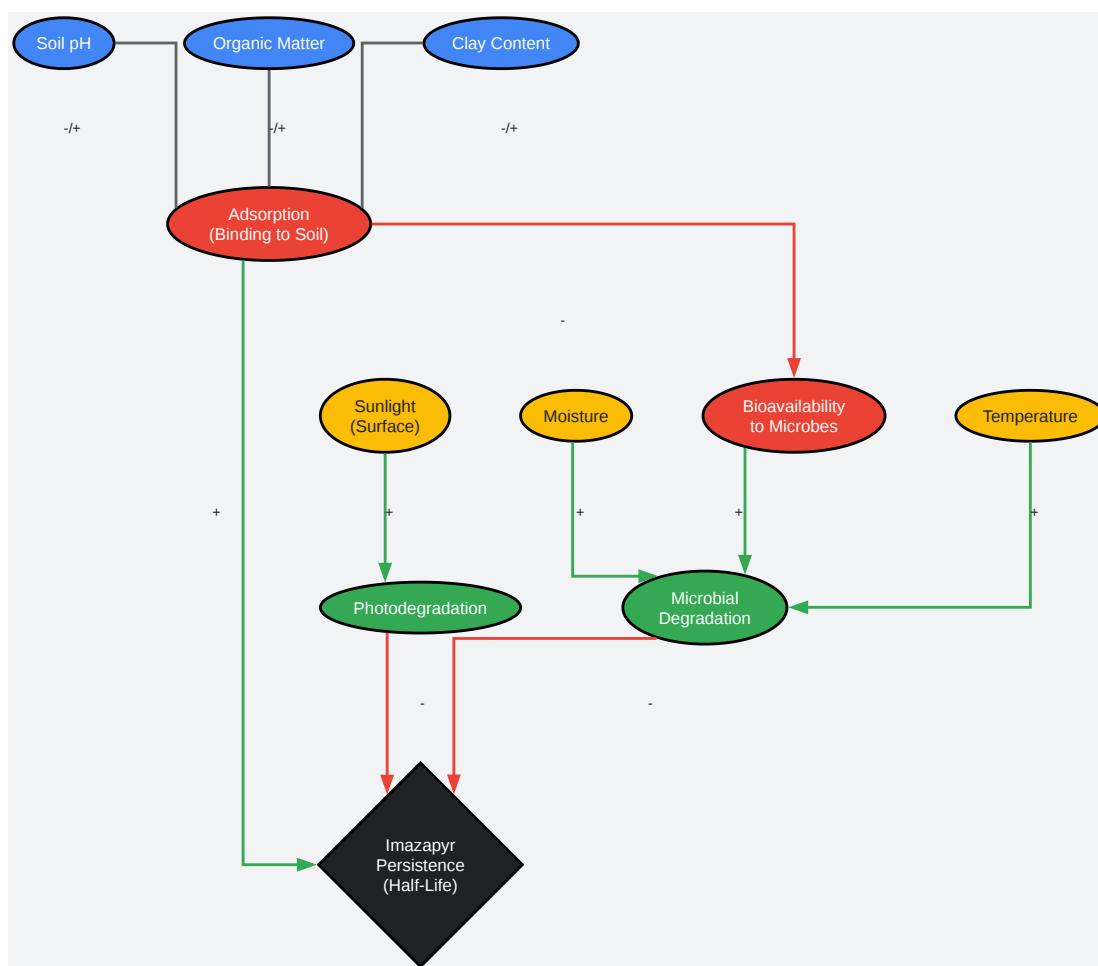 Soil pH
Organic Matter
Clay Content
-/+
-/+
-/+
Adsorption
(Binding to Soil)
-
Sunlight
(Surface)
Moisture
Bioavailability
to Microbes
Temperature
+
+
+
+
+
Photodegradation
Microbial
Degradation
-
-
Imazapyr
Persistence
(Half-Life)